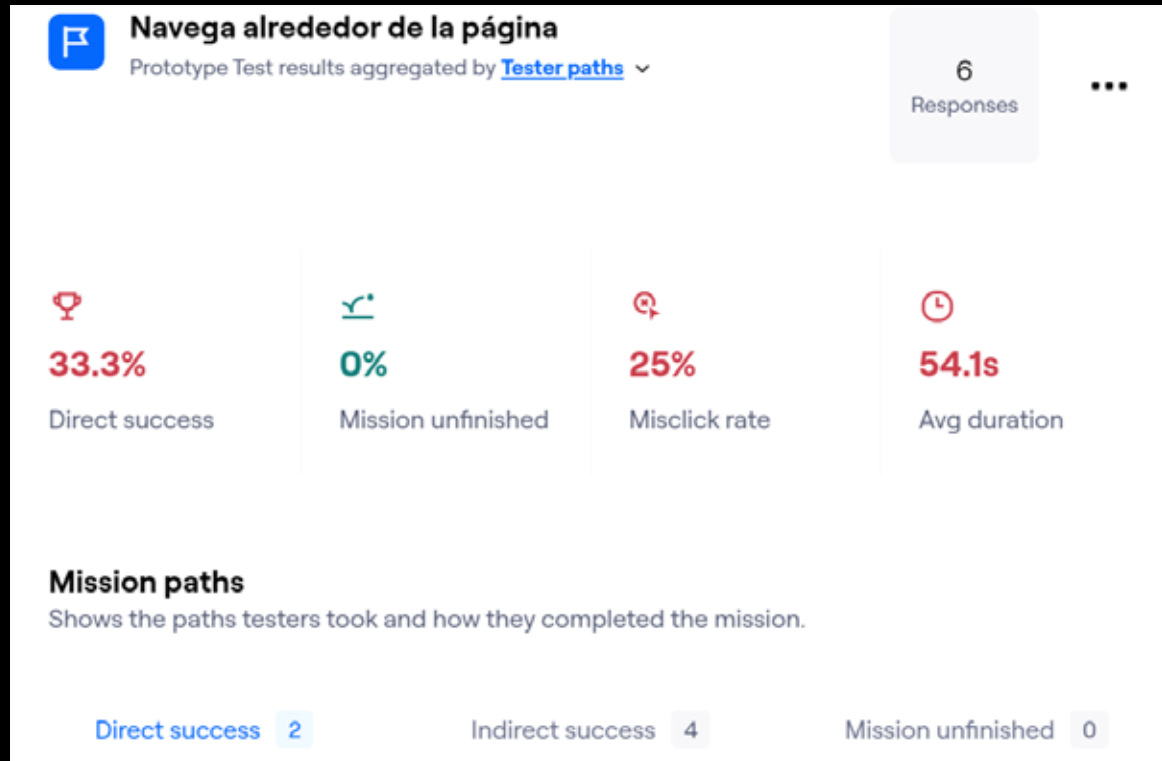 Navega alrededor de la página
Prototype Test results aggregated by Tester paths
6
Responses
33.3%
Direct success
0%
Mission unfinished
25%
Misclick rate
54.1s
Avg duration
Mission paths
Shows the paths testers took and how they completed the mission.
Direct success 2
Indirect success 4
Mission unfinished 0